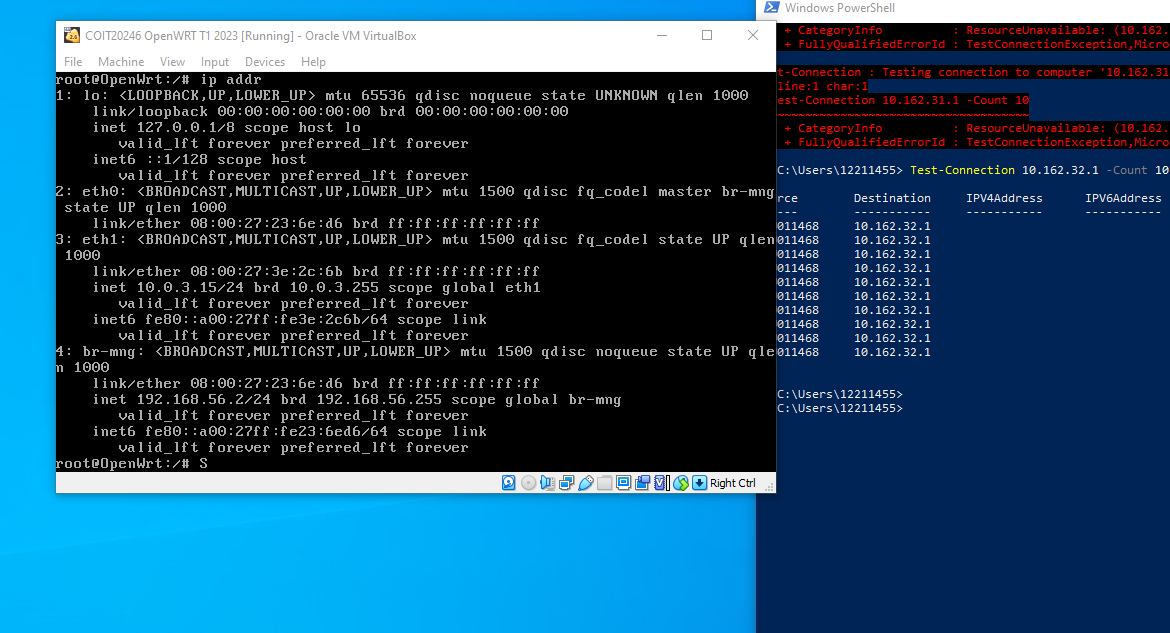 COIT20246 OpenWRT T1 2023 [Running] - Oracle VM VirtualBox
File Machine View Input Devices Help
root@OpenWrt:/# ip addr
1: lo: <LOOPBACK,UP,LOWER_UP> mtu 65536 qdisc noqueue state UNKNOWN qlen 1000
link/loopback 00:00:00:00:00:00 brd 00:00:00:00:00:00
inet 127.0.0.1/8 scope host lo
valid_lft forever preferred_lft forever
inet6 ::1/128 scope host
valid_lft forever preferred_lft forever
2: eth0: <BROADCAST,MULTICAST,UP,LOWER_UP> mtu 1500 qdisc fq_codel master br-mng
state UP qlen 1000
link/ether 08:00:27:23:6e:d6 brd ff:ff:ff:ff:ff:ff
3: eth1: <BROADCAST,MULTICAST,UP,LOWER_UP> mtu 1500 qdisc fq_codel state UP qlen
1000
link/ether 08:00:27:3e:2c:6b brd ff:ff:ff:ff:ff:ff
inet 10.0.3.15/24 brd 10.0.3.255 scope global eth1
valid_lft forever preferred_lft forever
inet6 fe80::a00:27ff:fe3e:2c6b/64 scope link
valid_lft forever preferred_lft forever
4: br-mng: <BROADCAST,MULTICAST,UP,LOWER_UP> mtu 1500 qdisc noqueue state UP qle
n 1000
link/ether 08:00:27:23:6e:d6 brd ff:ff:ff:ff:ff:ff
inet 192.168.56.2/24 brd 192.168.56.255 scope global br-mng
valid_lft forever preferred_lft forever
inet6 fe80::a00:27ff:fe23:6ed6/64 scope link
valid_lft forever preferred_lft forever
root@OpenWrt:/# S
Right Ctrl
Windows PowerShell
+ CategoryInfo : ResourceUnavailable: (10.162.
+ FullyQualifiedErrorId : TestConnectionException,Micro
t-Connection : Testing connection to computer '10.162.31
line:1 char:1
est-Connection 10.162.31.1 -Count 10
~~~~~~~~~~~~~~~~~~~~~~~~~~~~~~~~~~~~
+ CategoryInfo : ResourceUnavailable: (10.162.
+ FullyQualifiedErrorId : TestConnectionException,Micro
C:\Users\12211455> Test-Connection 10.162.32.1 -Count 10
rce Destination IPV4Address IPV6Address
--- ----------- ----------- -----------
011468 10.162.32.1
011468 10.162.32.1
011468 10.162.32.1
011468 10.162.32.1
011468 10.162.32.1
011468 10.162.32.1
011468 10.162.32.1
011468 10.162.32.1
011468 10.162.32.1
011468 10.162.32.1
C:\Users\12211455>
C:\Users\12211455>